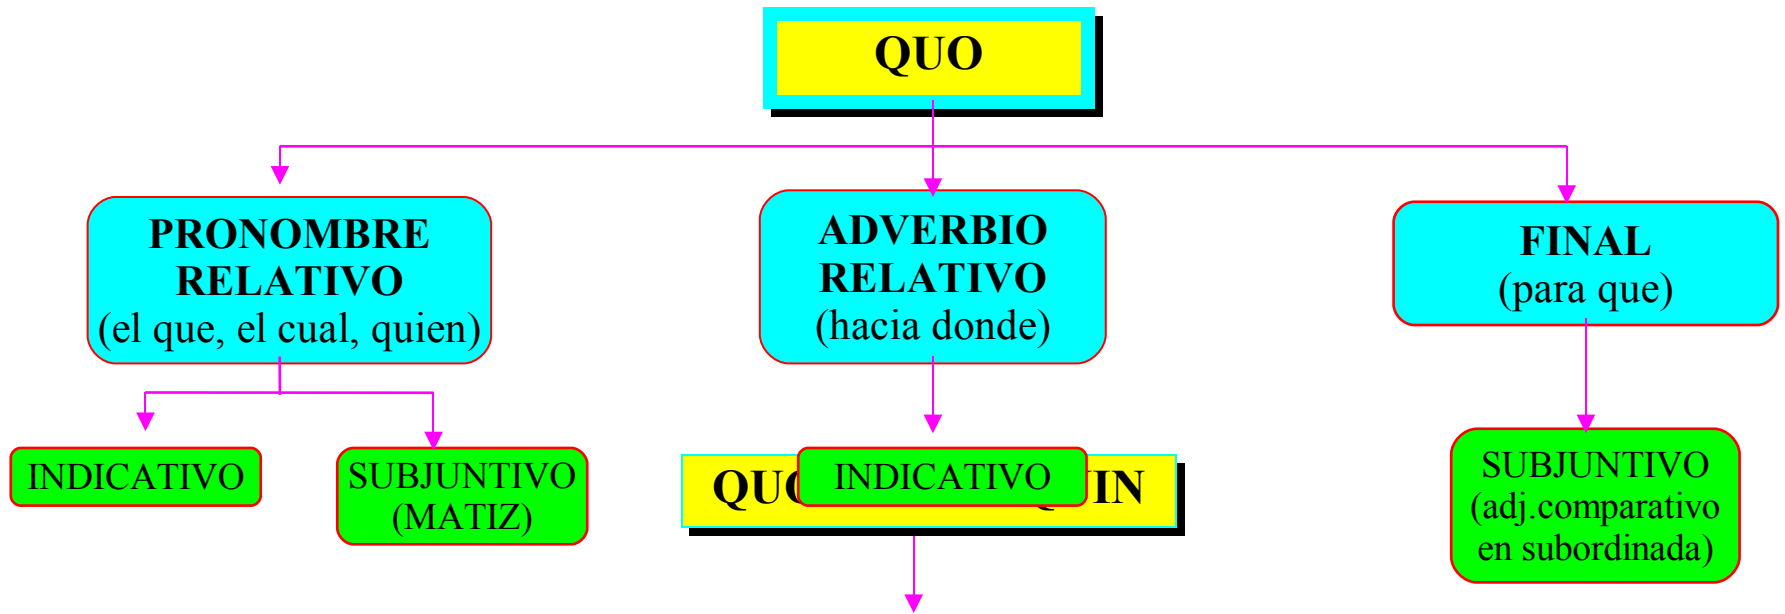 QUO
PRONOMBRE
RELATIVO
(el que, el cual, quien)
ADVERBIO
RELATIVO
(hacia donde)
FINAL
(para que)
INDICATIVO
SUBJUNTIVO
(MATIZ)
INDICATIVO
SUBJUNTIVO
(adj.comparativo
en subordinada)